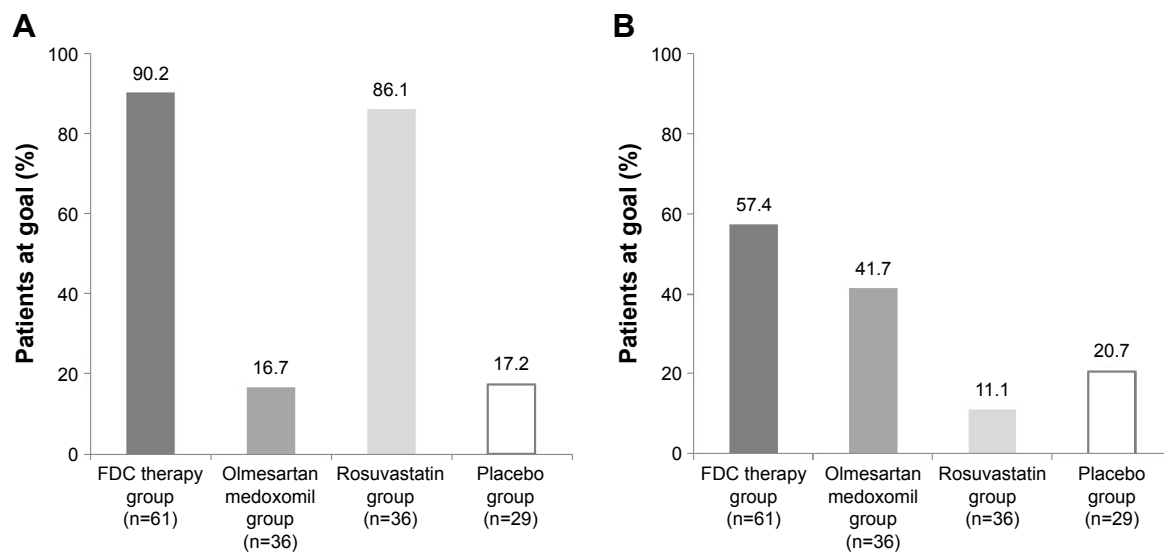 A
Patients at goal (%)
100
80
60
40
20
0
90.2
16.7
86.1
17.2
FDC therapy
group
(n=61)
Olmesartan
medoxomil
group
(n=36)
Rosuvastatin
group
(n=36)
Placebo
group
(n=29)
B
Patients at goal (%)
100
80
60
40
20
0
57.4
41.7
11.1
20.7
FDC therapy
group
(n=61)
Olmesartan
medoxomil
group
(n=36)
Rosuvastatin
group
(n=36)
Placebo
group
(n=29)